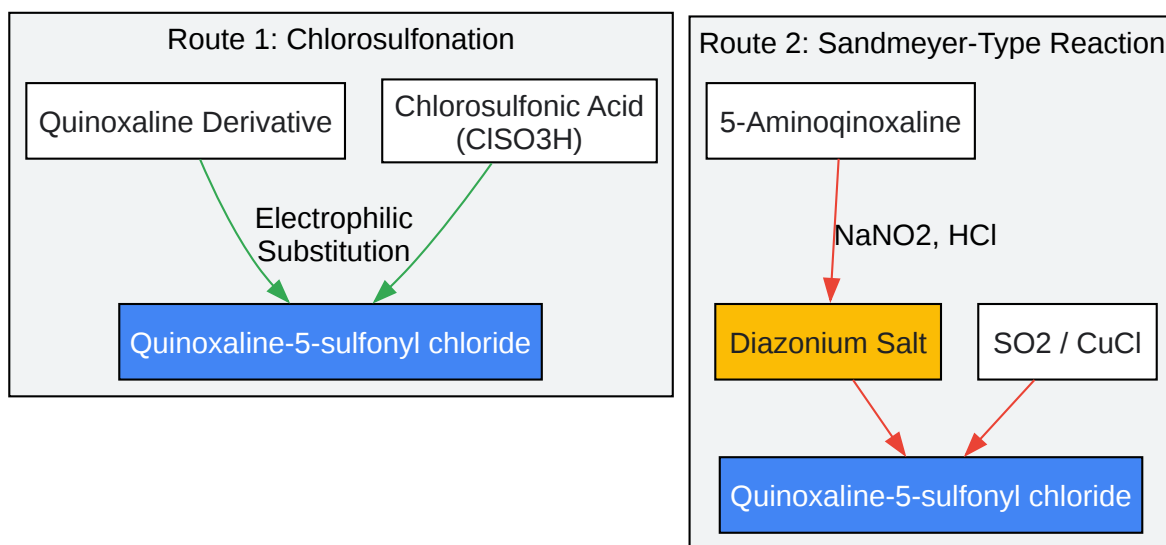 Route 1: Chlorosulfonation
Quinoxaline Derivative
Chlorosulfonic Acid
(ClSO3H)
Electrophilic
Substitution
Quinoxaline-5-sulfonyl chloride
Route 2: Sandmeyer-Type Reaction
5-Aminoqinoxaline
NaNO2, HCl
Diazonium Salt
SO2 / CuCl
Quinoxaline-5-sulfonyl chloride